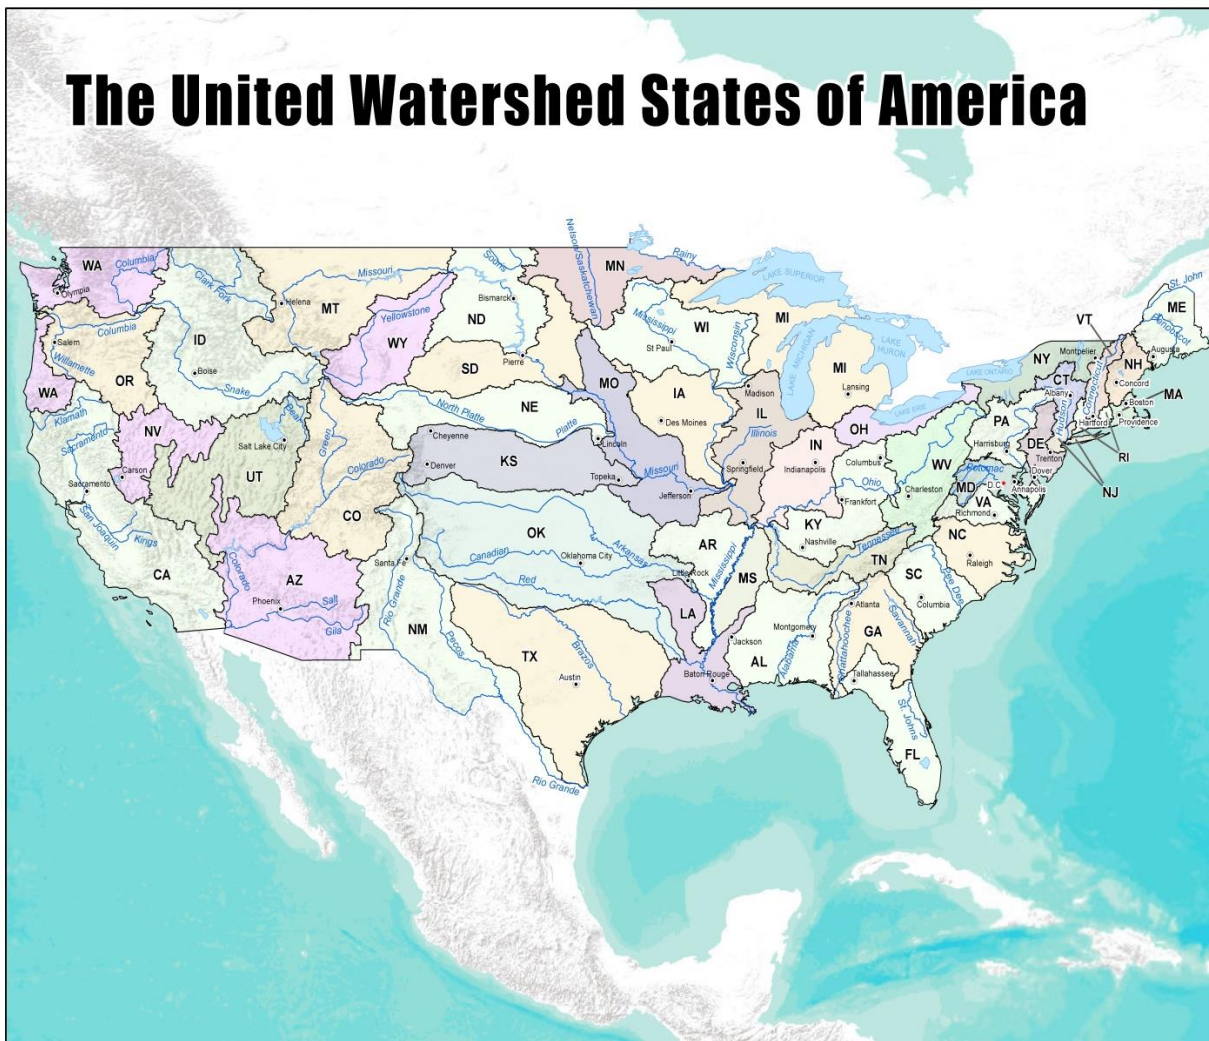 The United Watershed States of America
Nelson/Saskatchewan
Rainy
Souris
WA
Columbia
Clark Fork
Missouri
MN
LAKE SUPERIOR
St. John
Olympia
Helena
MT
Bismarck
ND
Mississippi
WI
MI
ME
Penobscot
VT
Columbia
Salem
ID
Yellowstone
WY
St Paul
Wisconsin
LAKE MICHIGAN
LAKE HURON
MI
NY
Montpelier
Augusta
Willamette
OR
Boise
Snake
Pierre
SD
MO
IA
Madison
Lansing
LAKE ONTARIO
CT
Albany
Connecticut
NH
Concord
MA
WA
Klamath
NV
Bear
Green
North Platte
NE
Platte
Des Moines
IL
Illinois
LAKE ERIE
OH
PA
Hudson
Boston
Hartford
Providence
Sacramento
Salt Lake City
Cheyenne
Lincoln
IN
Indianapolis
Columbus
Harrisburg
DE
Trenton
RI
Carson
Sacramento
UT
Colorado
Denver
KS
Topeka
Missouri
Springfield
WV
Potomac
Dover
NJ
San Joaquin
Kings
CO
Jefferson
Ohio
Frankfort
Charleston
MD
D.C
Annapolis
VA
Richmond
CA
Colorado
AZ
Santa Fe
OK
Canadian
Oklahoma City
Arkansas
AR
Mississippi
KY
Nashville
Tennessee
NC
Raleigh
Phoenix
Salt
Gila
Rio Grande
Red
Little Rock
MS
TN
SC
Pee Dee
Columbia
NM
Pecos
TX
Brazos
LA
Jackson
Montgomery
Atlanta
Savannah
GA
Austin
Baton Rouge
AL
Alabama
Chattahoochee
Tallahassee
St. Johns
FL
Rio Grande